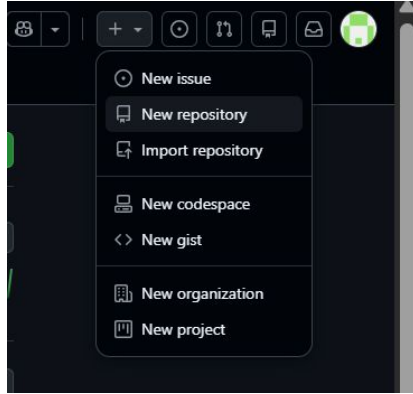 New issue
New repository
Import repository
New codespace
New gist
New organization
New project